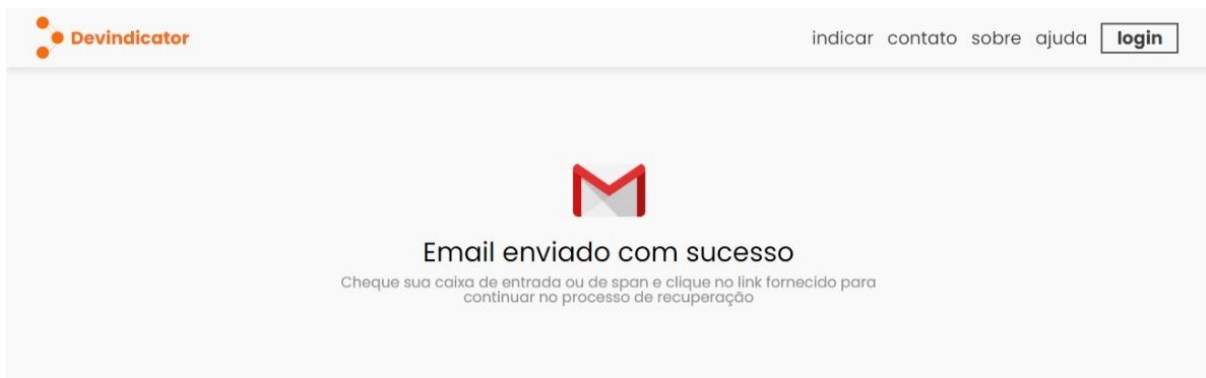 Devindicator
indicar contato sobre ajuda login
Email enviado com sucesso
Cheque sua caixa de entrada ou de span e clique no link fornecido para
continuar no processo de recuperação